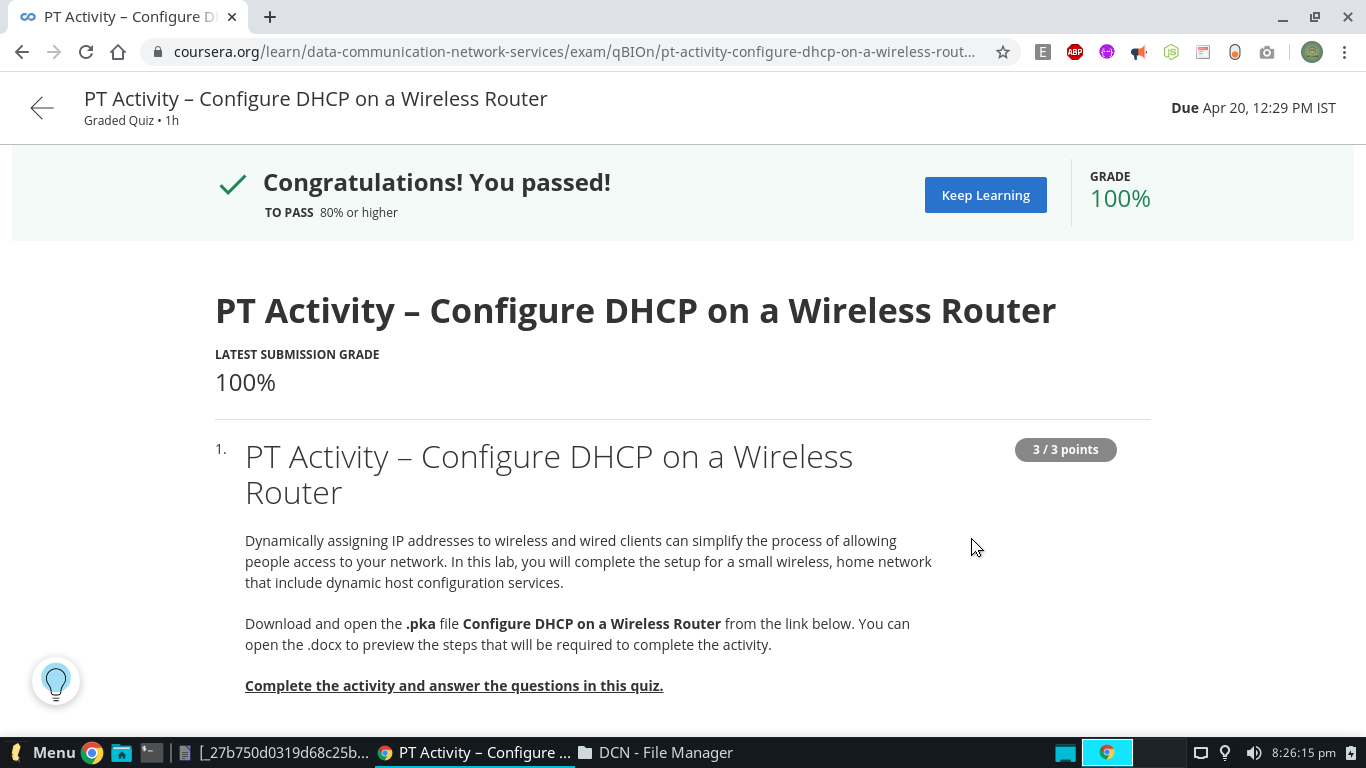 PT Activity – Configure D
coursera.org/learn/data-communication-network-services/exam/qBIOn/pt-activity-configure-dhcp-on-a-wireless-rout...
E
ABP
PT Activity – Configure DHCP on a Wireless Router
Graded Quiz • 1h
Due Apr 20, 12:29 PM IST
Congratulations! You passed!
TO PASS 80% or higher
Keep Learning
GRADE
100%
PT Activity – Configure DHCP on a Wireless Router
LATEST SUBMISSION GRADE
100%
1.
PT Activity – Configure DHCP on a Wireless
Router
3 / 3 points
Dynamically assigning IP addresses to wireless and wired clients can simplify the process of allowing
people access to your network. In this lab, you will complete the setup for a small wireless, home network
that include dynamic host configuration services.
Download and open the .pka file Configure DHCP on a Wireless Router from the link below. You can
open the .docx to preview the steps that will be required to complete the activity.
Complete the activity and answer the questions in this quiz.
Menu
[_27b750d0319d68c25b...
PT Activity – Configure ...
DCN - File Manager
8:26:15 pm